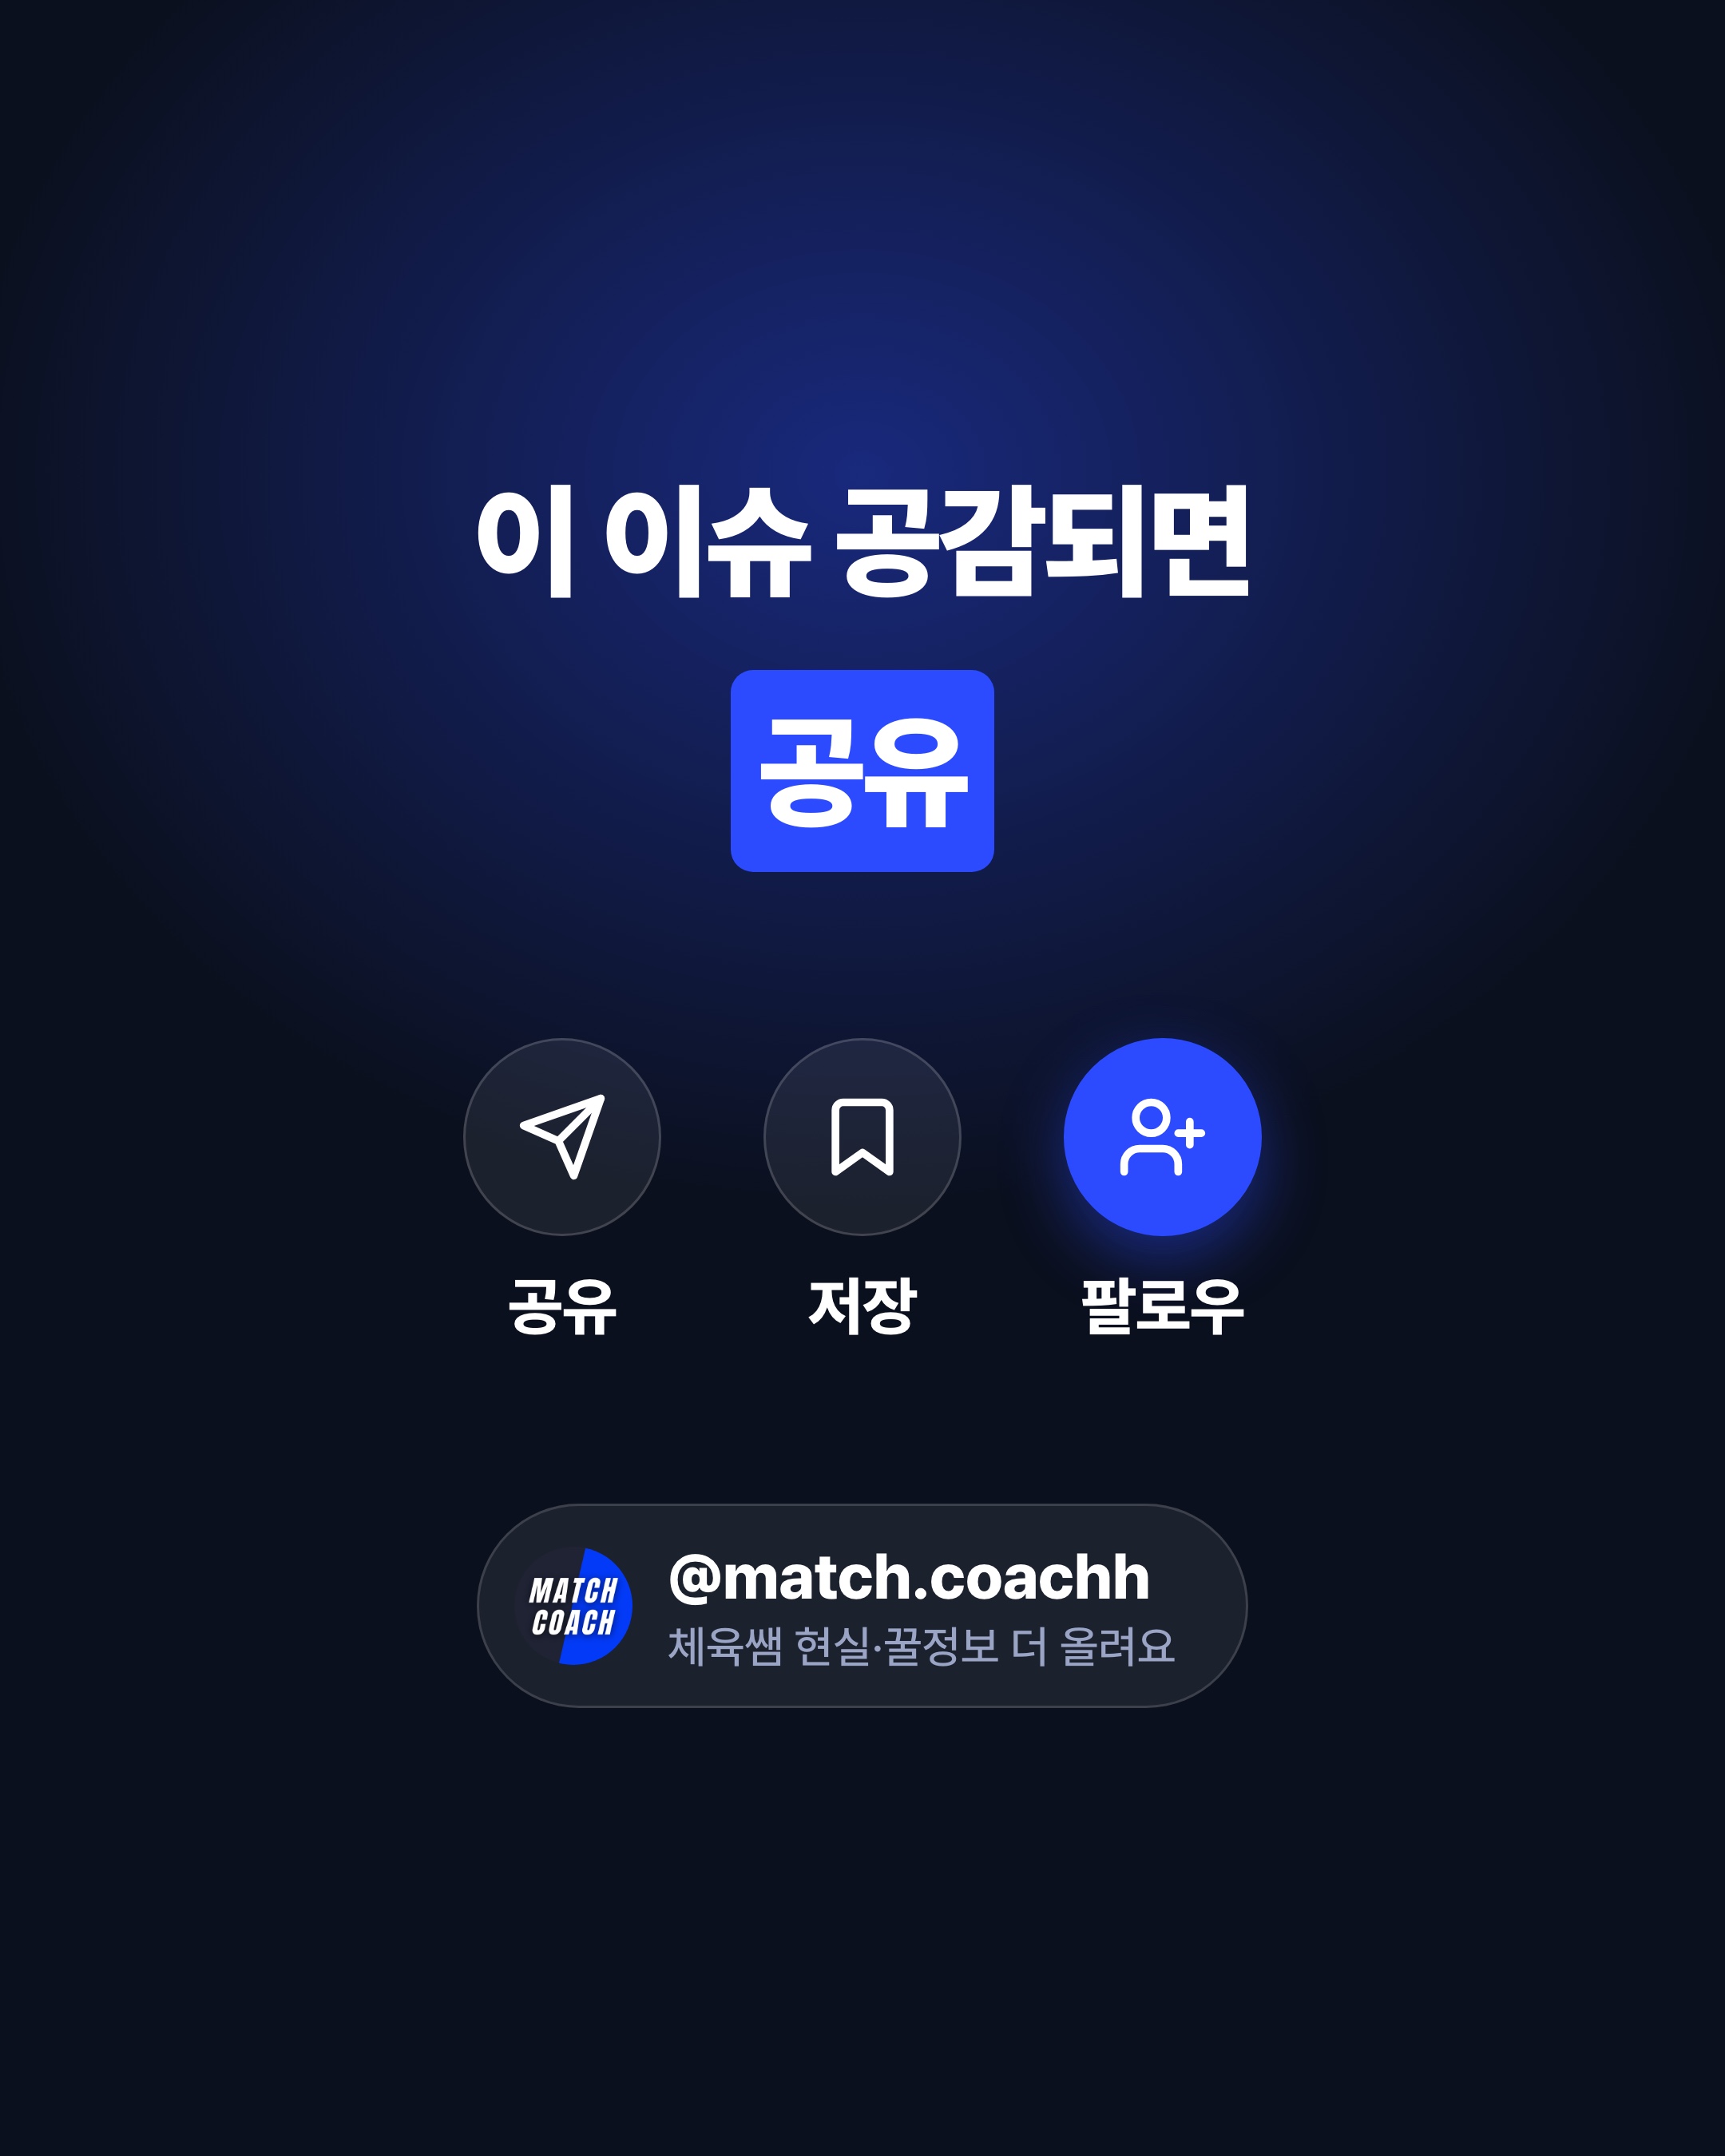 이 이슈 공감되면
공유
공유 저장 팔로우
MATCH
COACH
@match.coachh
체육쌤 현실·꿀정보 더 올려요